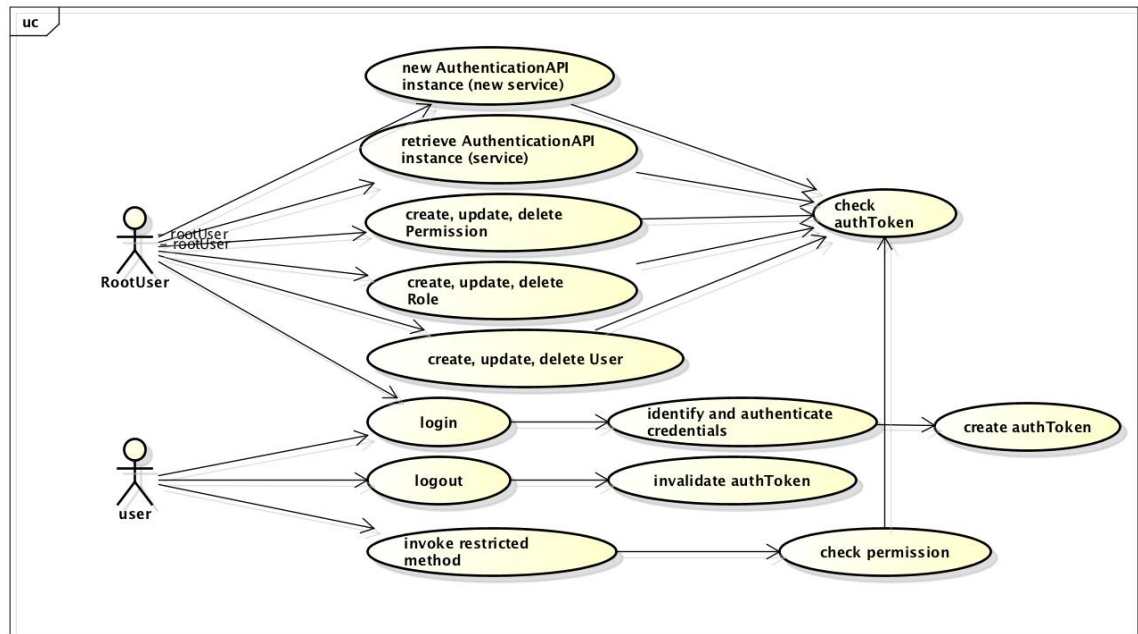 uc
new AuthenticationAPI
instance (new service)
retrieve AuthenticationAPI
instance (service)
check
authToken
create, update, delete
Permission
rootUser
rootUser
RootUser
create, update, delete
Role
create, update, delete User
login
identify and authenticate
credentials
create authToken
user
logout
invalidate authToken
invoke restricted
method
check permission